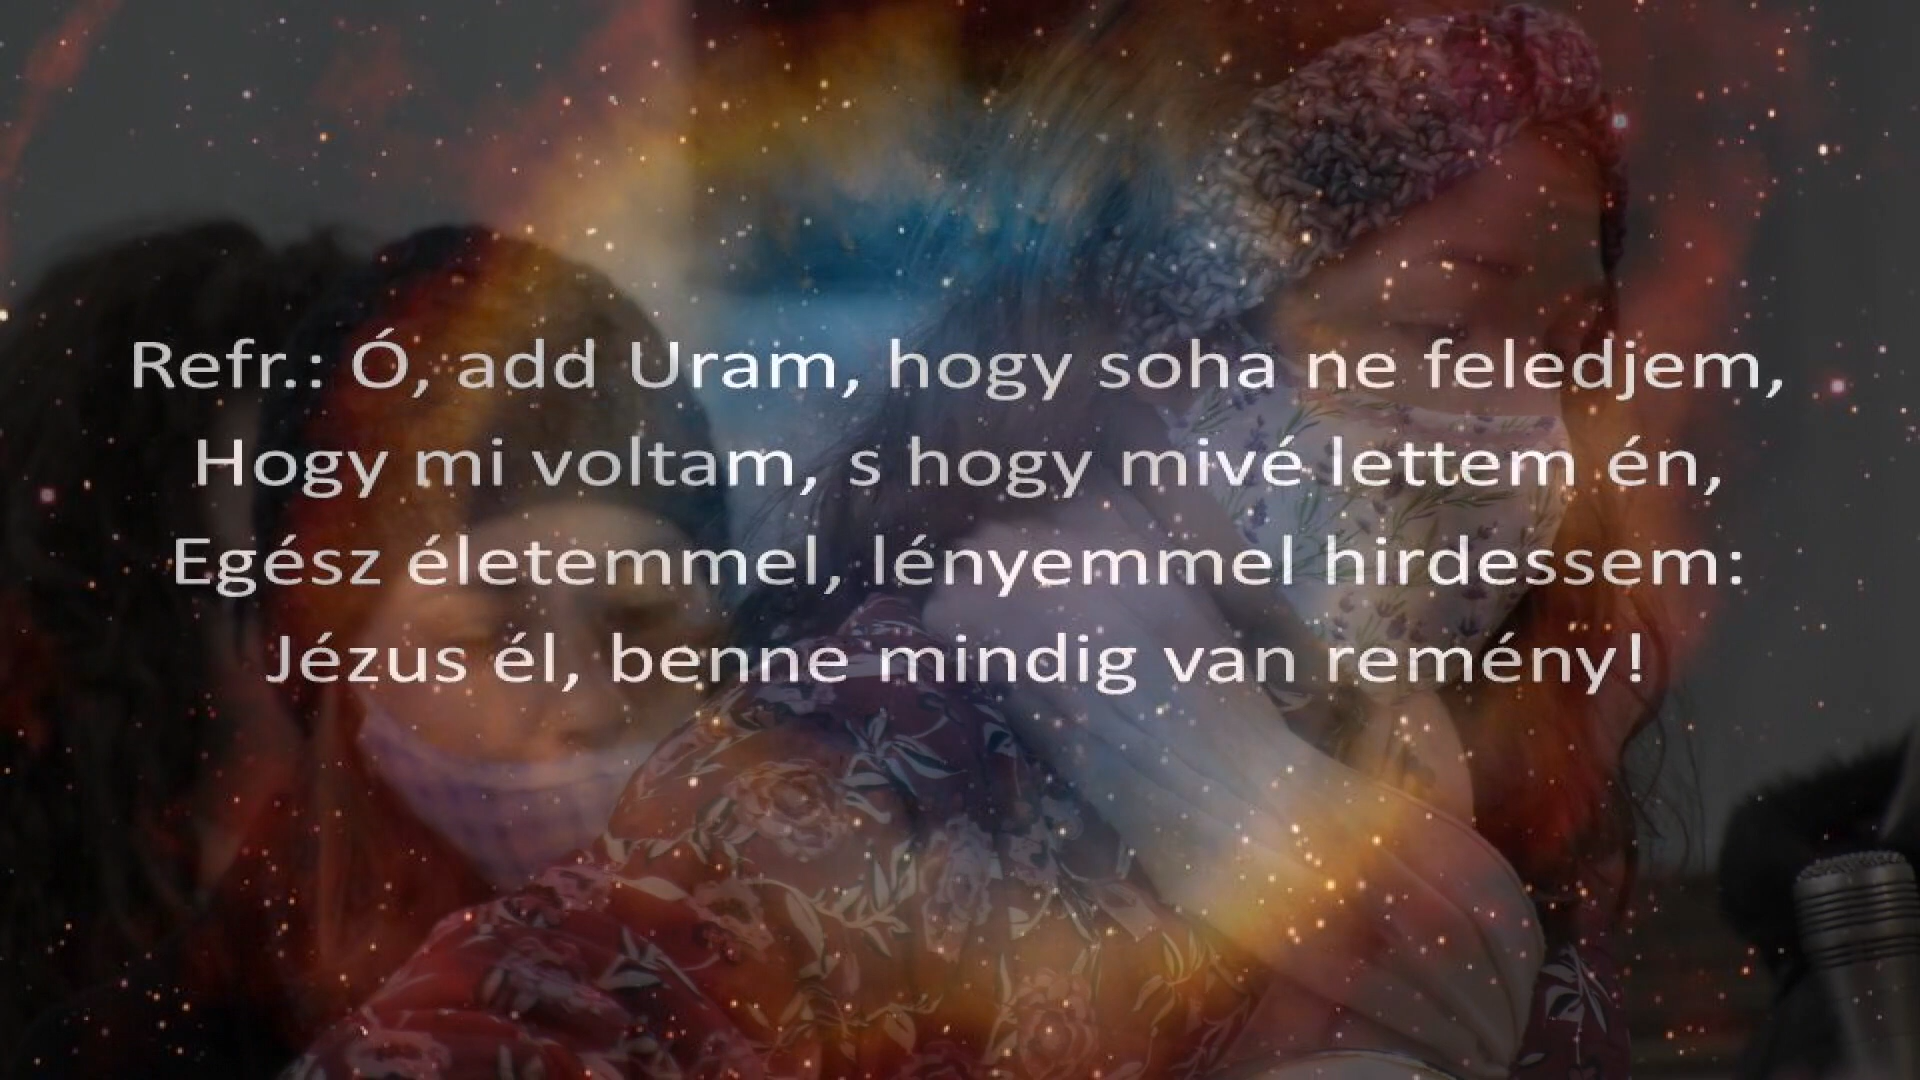 Refr.: Ó, add Uram, hogy soha ne feledjem,
Hogy mi voltam, s hogy mivé lettem én,
Egész életemmel, lényemmel hirdessem:
Jézus él, benne mindig van remény!